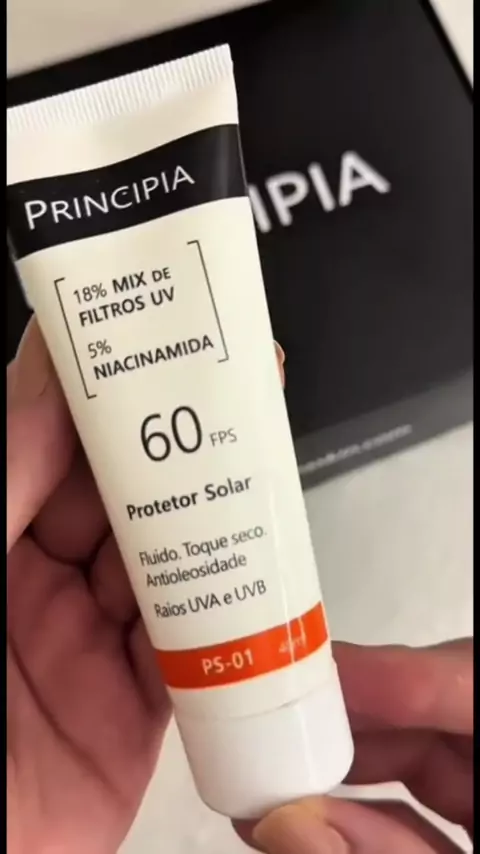 PRINCIPIA
IPIA
18% MIX DE
FILTROS UV
5%
NIACINAMIDA
60 FPS
Protetor Solar
Fluido. Toque seco.
Antioleosidade
Raios UVA e UVB
PS-01